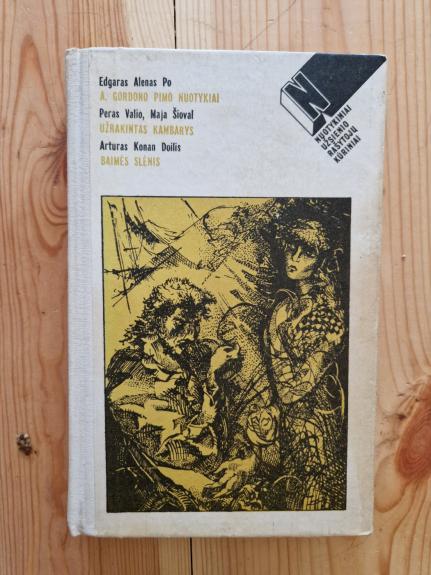 Edgaras Alenas Po
A. GORDONO PIMO NUOTYKIAI
Peras Valio, Maja Šioval
UŽRAKINTAS KAMBARYS
Arturas Konan Doilis
BAIMĖS SLĖNIS
N
NUOTYKINIAI
UŽSIENIO
RAŠYTOJŲ
KŪRINIAI